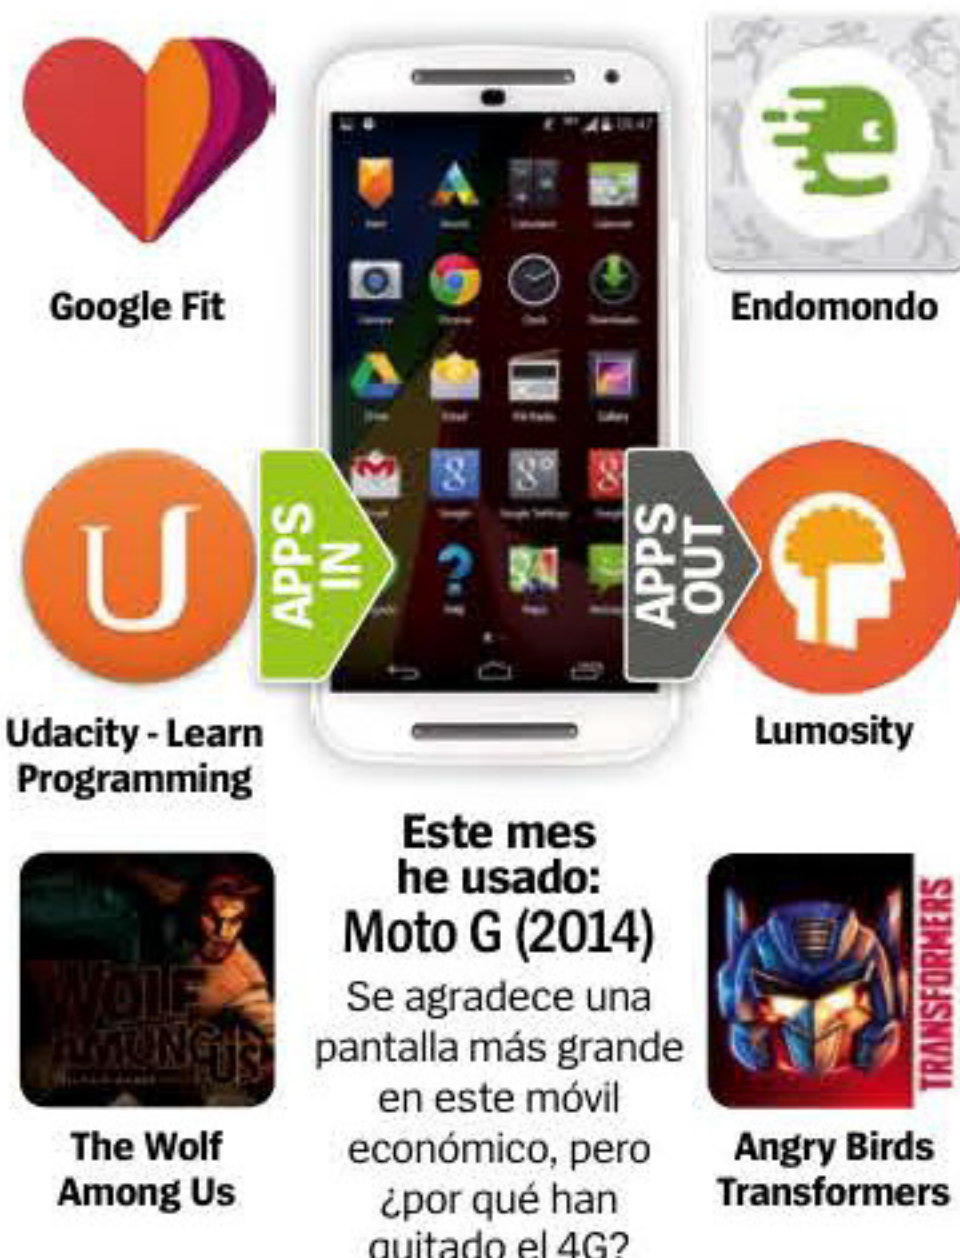 Google Fit
Endomondo
APPS
IN
APPS
OUT
Udacity - Learn
Programming
Lumosity
Este mes
he usado:
Moto G (2014)
Se agradece una
pantalla más grande
en este móvil
económico, pero
¿por qué han
quitado el 4G?
WOLF
AMONG US
The Wolf
Among Us
TRANSFORMERS
Angry Birds
Transformers